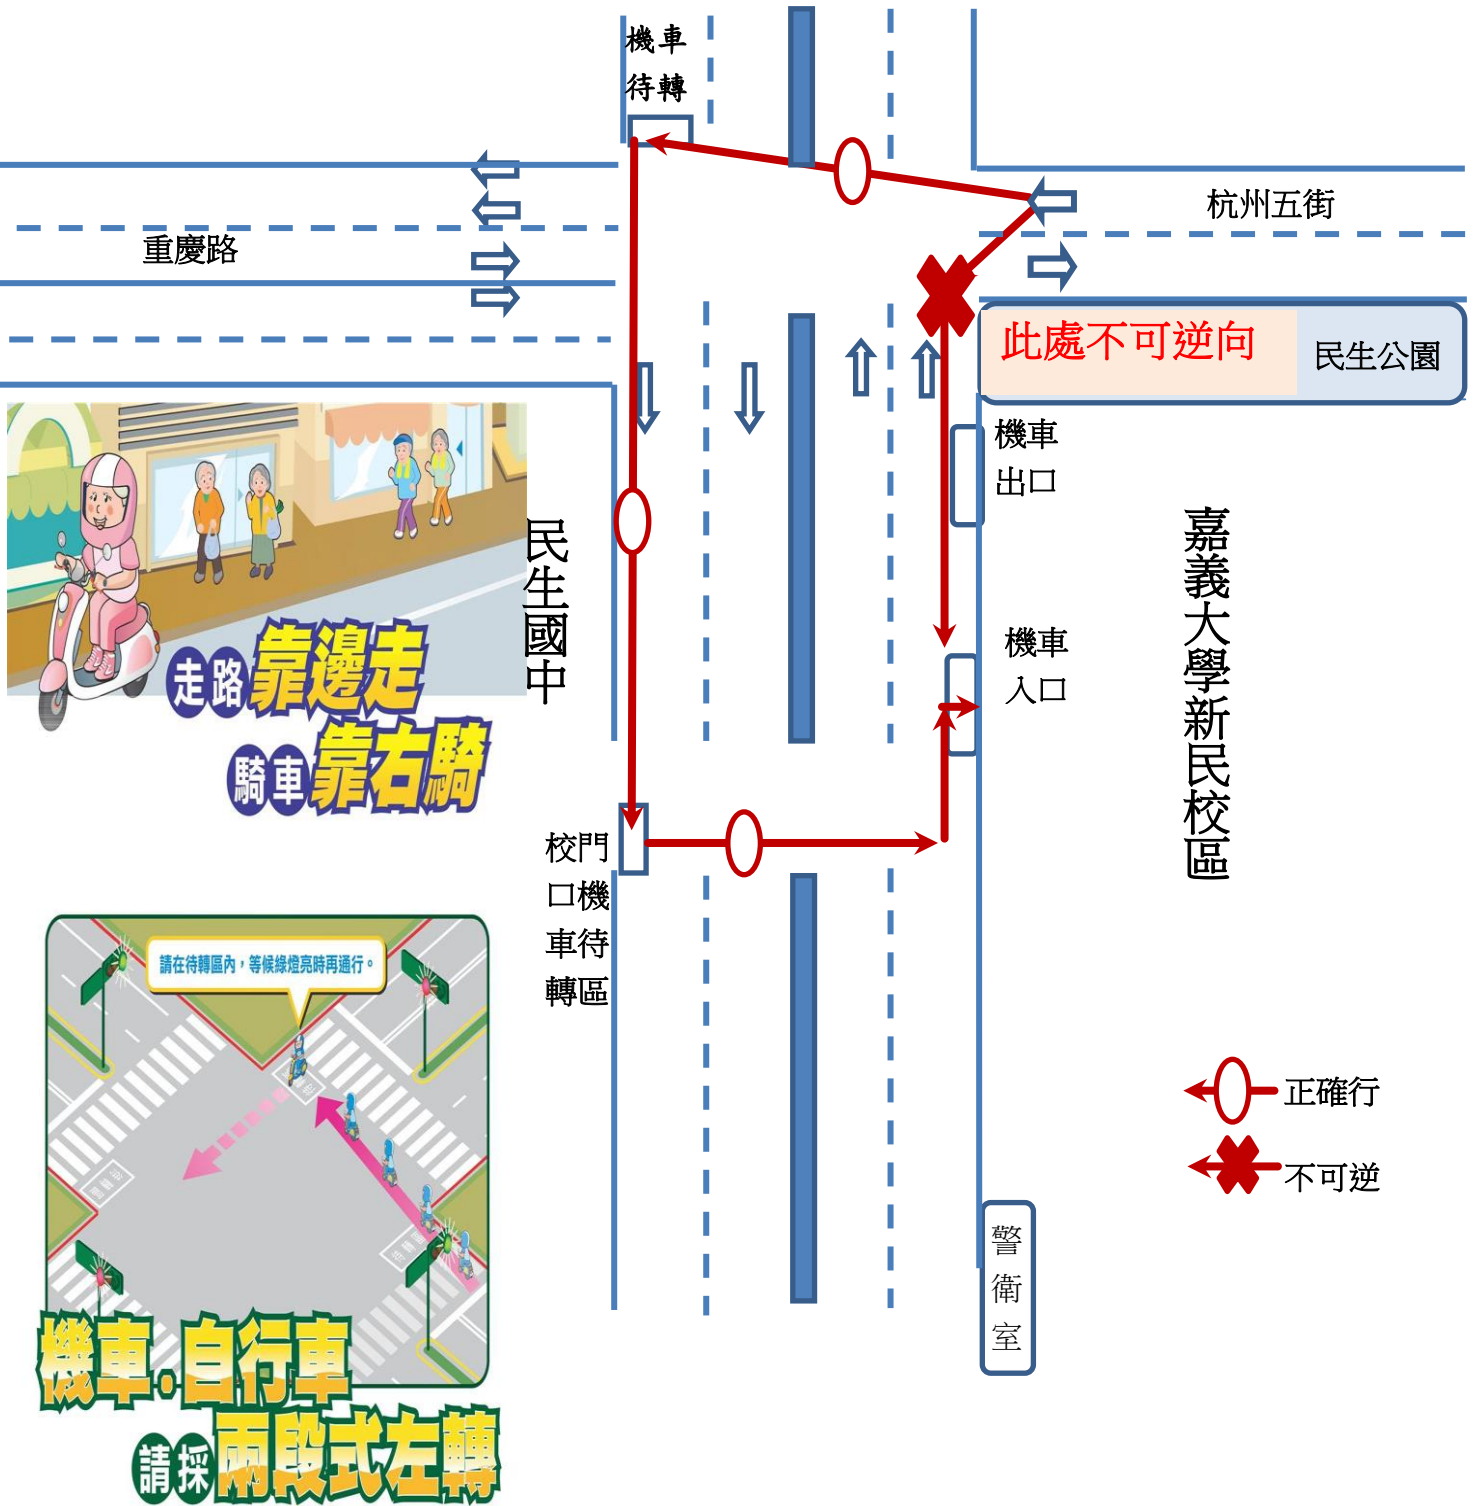 機車
待轉
杭州五街
重慶路
此處不可逆向
民生公園
機車
出口
民生國中
嘉義大學新民校區
機車
入口
走路靠邊走
騎車靠右騎
校門
口機
車待
轉區
請在待轉區內，等候綠燈亮時再通行。
正確行
不可逆
警
衛
室
機車.自行車
請採兩段式左轉